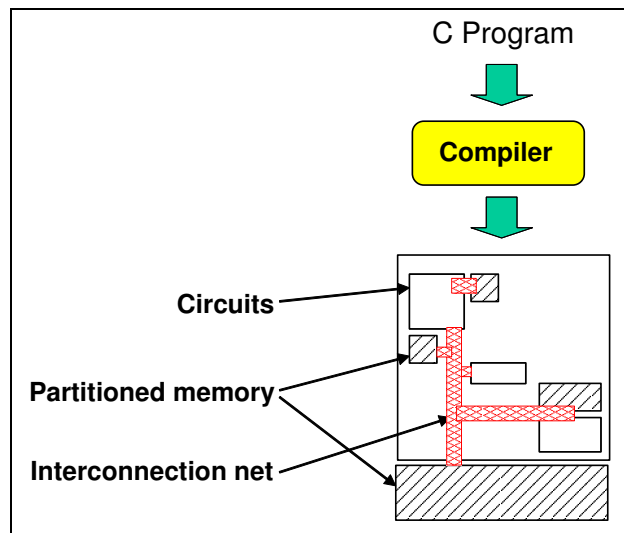 C Program
Compiler
Circuits
Partitioned memory
Interconnection net